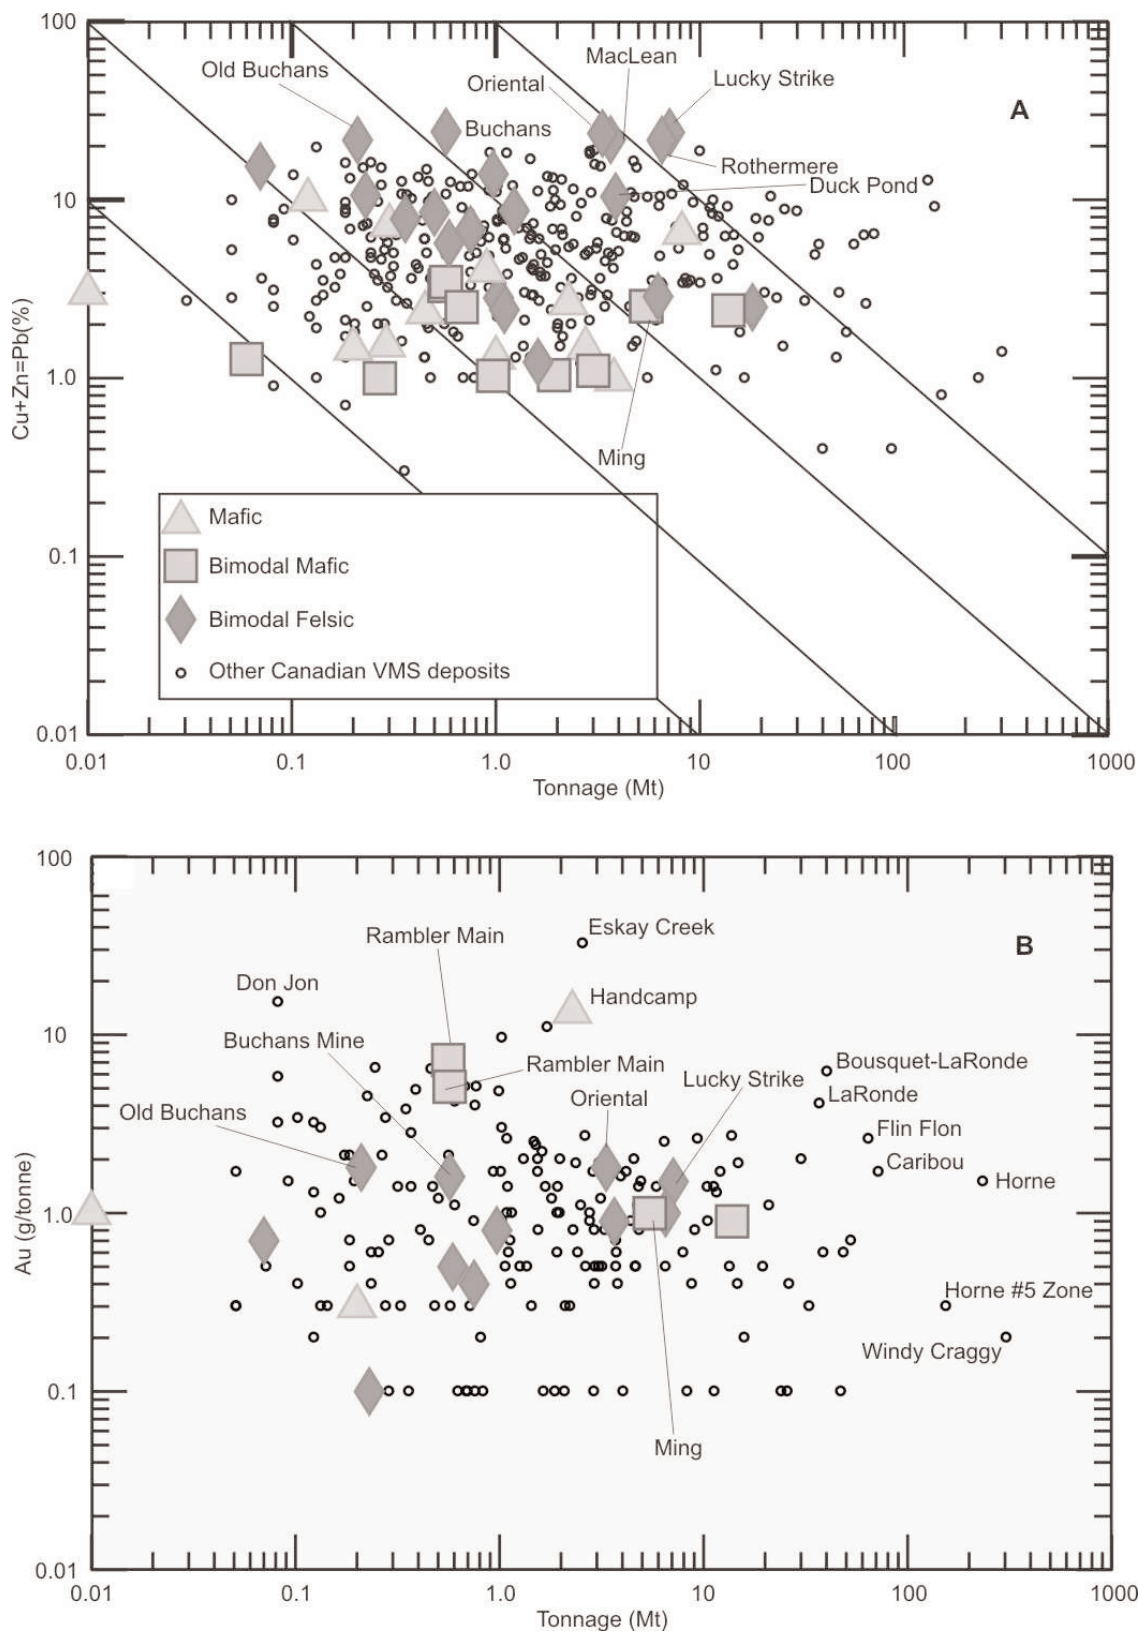 100
10
1.0
0.1
0.01
Cu+Zn=Pb(%)
A
Old Buchans
MacLean
Oriental
Lucky Strike
Buchans
Rothermere
Duck Pond
Ming
Mafic
Bimodal Mafic
Bimodal Felsic
Other Canadian VMS deposits
0.01
0.1
1.0
10
100
1000
Tonnage (Mt)
100
10
1.0
0.1
0.01
Au (g/tonne)
B
Eskay Creek
Rambler Main
Don Jon
Handcamp
Buchans Mine
Rambler Main
Bousquet-LaRonde
Lucky Strike
LaRonde
Old Buchans
Oriental
Flin Flon
Caribou
Horne
Horne #5 Zone
Windy Craggy
Ming
0.01
0.1
1.0
10
100
1000
Tonnage (Mt)